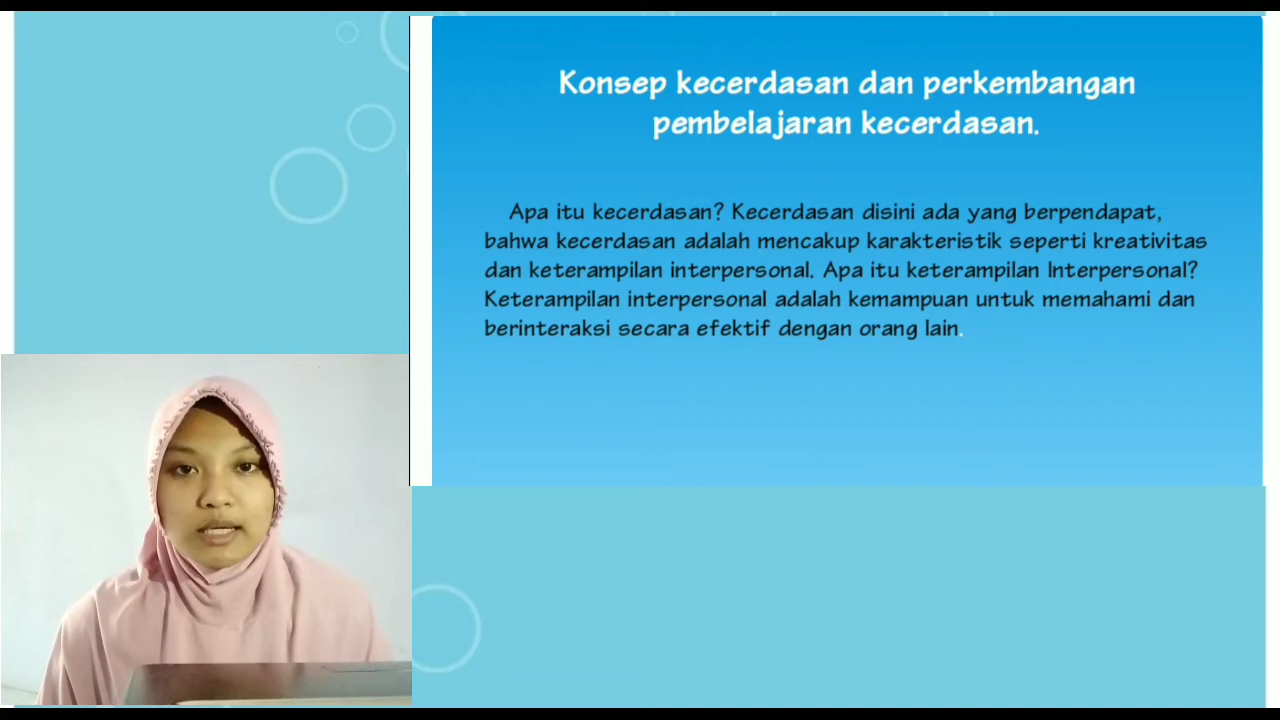 Konsep kecerdasan dan perkembangan
pembelajaran kecerdasan.
Apa itu kecerdasan? Kecerdasan disini ada yang berpendapat,
bahwa kecerdasan adalah mencakup karakteristik seperti kreativitas
dan keterampilan interpersonal. Apa itu keterampilan Interpersonal?
Keterampilan interpersonal adalah kemampuan untuk memahami dan
berinteraksi secara efektif dengan orang lain.